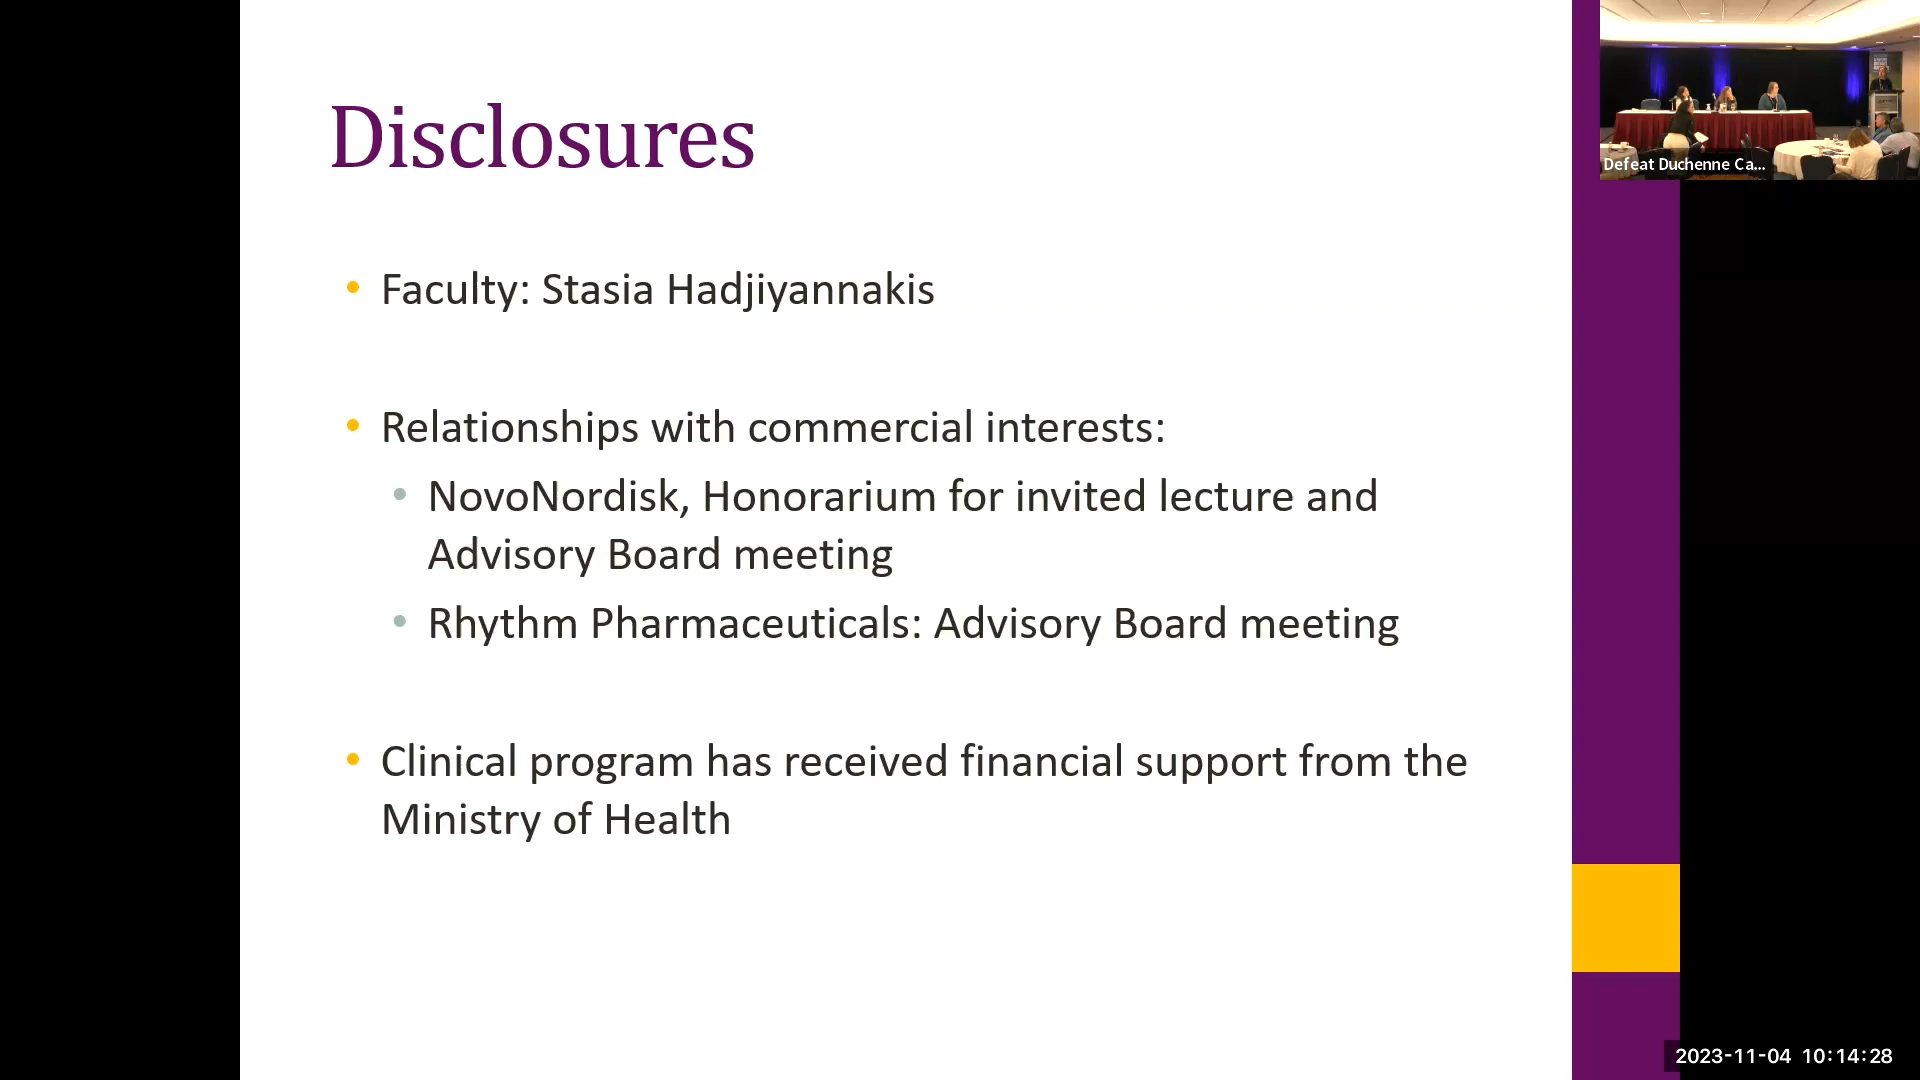 Disclosures
• Faculty: Stasia Hadjiyannakis
• Relationships with commercial interests:
• NovoNordisk, Honorarium for invited lecture and
Advisory Board meeting
• Rhythm Pharmaceuticals: Advisory Board meeting
• Clinical program has received financial support from the
Ministry of Health
Defeat Duchenne Ca...
2023-11-04 10:14:28